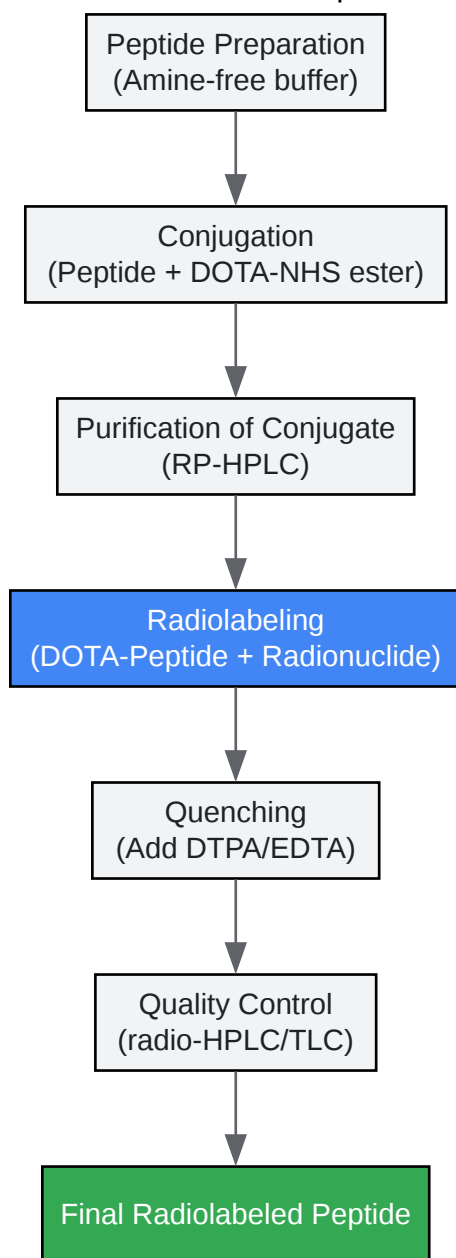 Peptide Preparation
(Amine-free buffer)
Conjugation
(Peptide + DOTA-NHS ester)
Purification of Conjugate
(RP-HPLC)
Radiolabeling
(DOTA-Peptide + Radionuclide)
Quenching
(Add DTPA/EDTA)
Quality Control
(radio-HPLC/TLC)
Final Radiolabeled Peptide